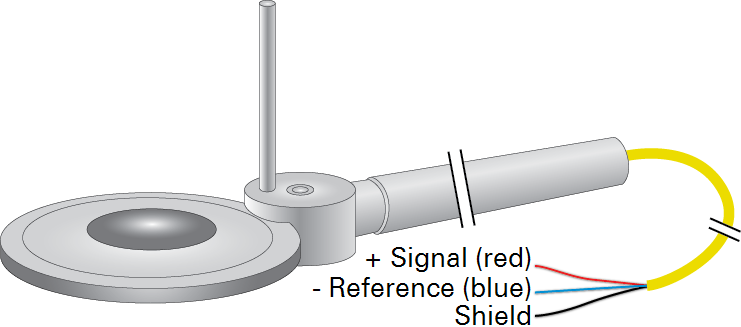 + Signal (red)
- Reference (blue)
Shield